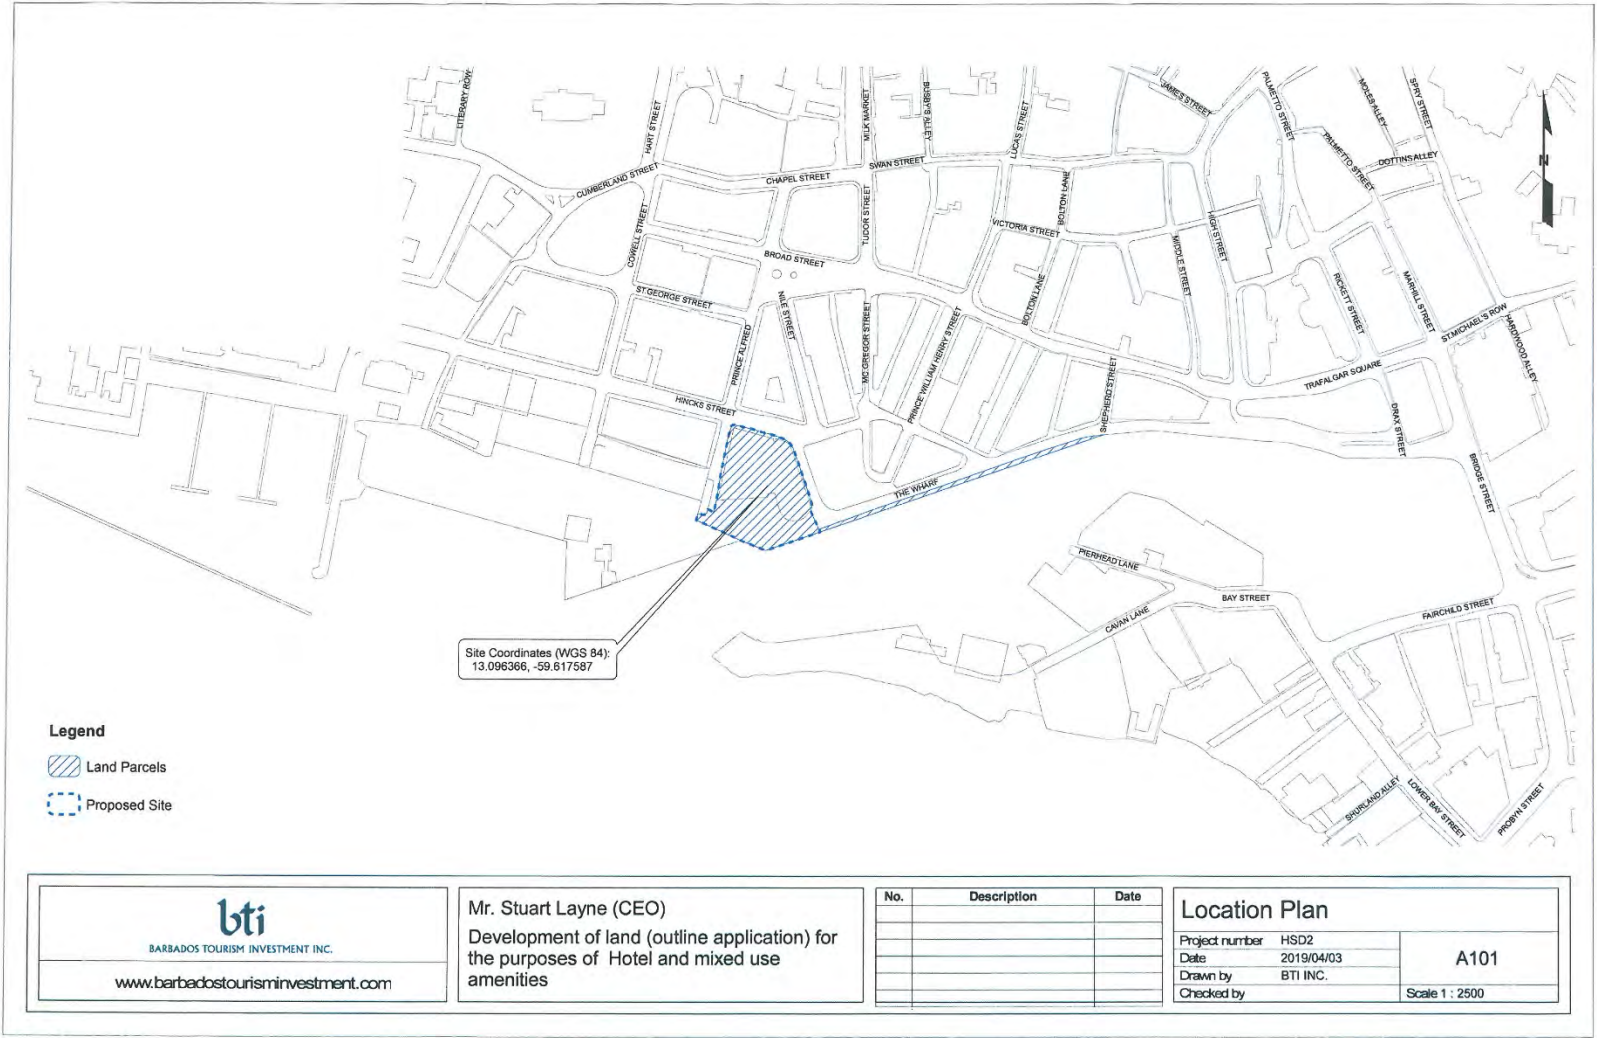 LITERARY ROW
HART STREET
MILK MARKET
BUSBY'S ALLEY
LUCAS STREET
JAMES STREET
PALMETTO STREET
MOLES ALLEY
SPRY STREET
N
CUMBERLAND STREET
CHAPEL STREET
SWAN STREET
PALMETTO STREET
DOTTINS ALLEY
COWELL STREET
TUDOR STREET
BOLTON LANE
VICTORIA STREET
HIGH STREET
MIDDLE STREET
BROAD STREET
ST.GEORGE STREET
NILE STREET
BOLTON LANE
RICKETT STREET
MARHILL STREET
ST.MICHAEL'S ROW
HARDWOOD ALLEY
PRINCE ALFRED
MC GREGOR STREET
PRINCE WILLIAM HENRY STREET
SHEPHERD STREET
TRAFALGAR SQUARE
HINCKS STREET
DRAX STREET
THE WHARF
BRIDGE STREET
PIERHEAD LANE
BAY STREET
CAVAN LANE
FAIRCHILD STREET
Site Coordinates (WGS 84):
13.096366, -59.617587
SHURLAND ALLEY
LOWER BAY STREET
PROBYN STREET
Legend
Land Parcels
Proposed Site
bti
BARBADOS TOURISM INVESTMENT INC.
www.barbadostourisminvestment.com
Mr. Stuart Layne (CEO)
Development of land (outline application) for
the purposes of Hotel and mixed use
amenities
No. Description Date
Location Plan
Project number HSD2
Date 2019/04/03
Drawn by BTI INC.
Checked by
A101
Scale 1 : 2500